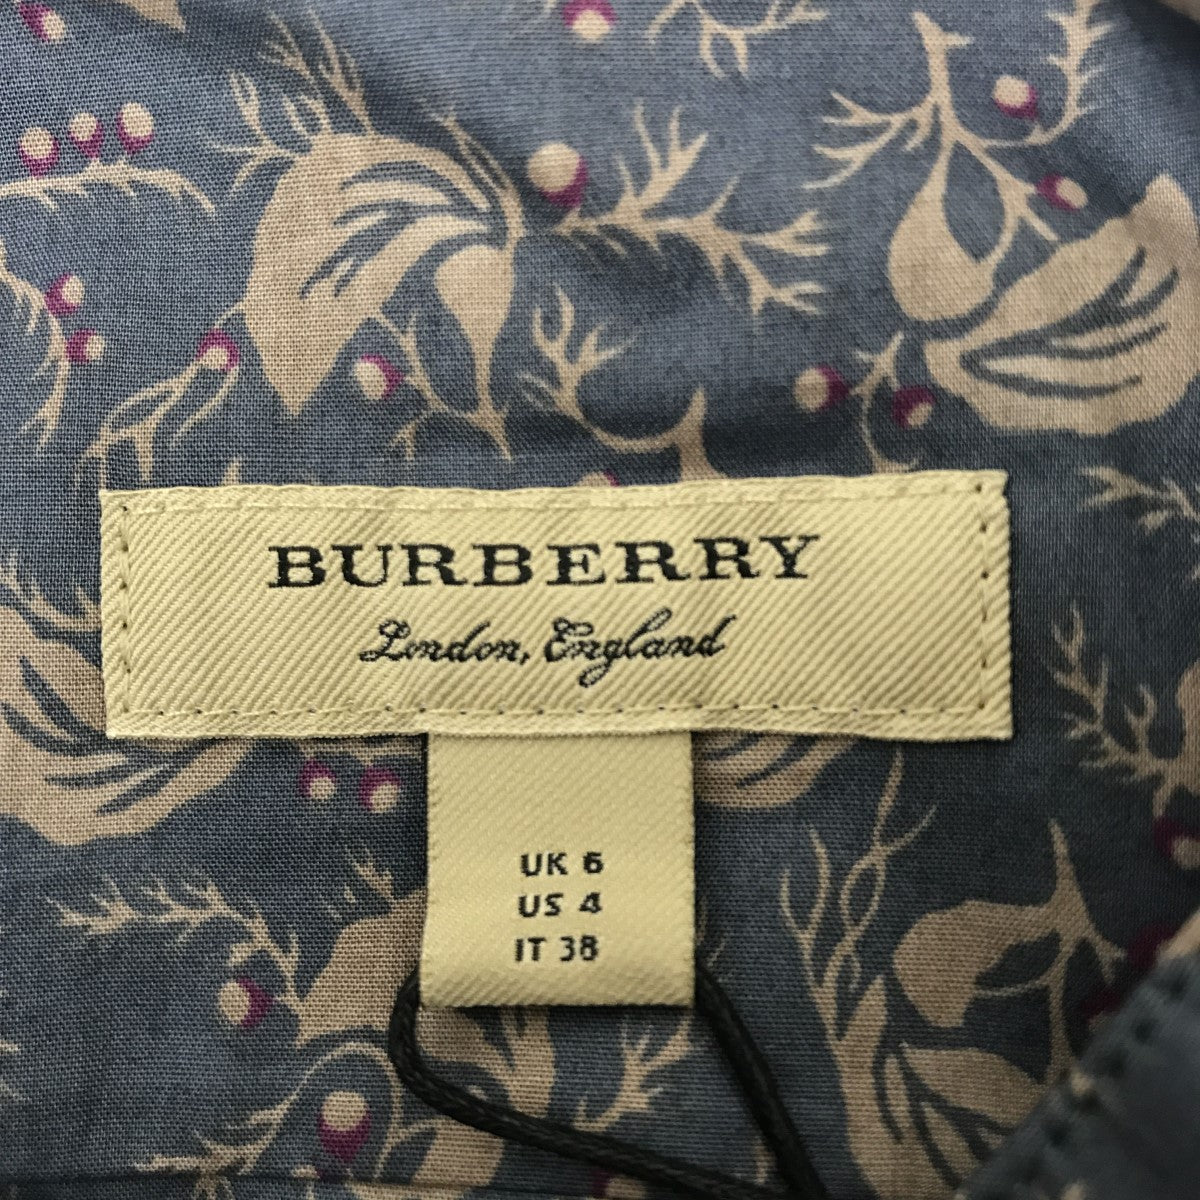 BURBERRY
London, England
UK 6
US 4
IT 38